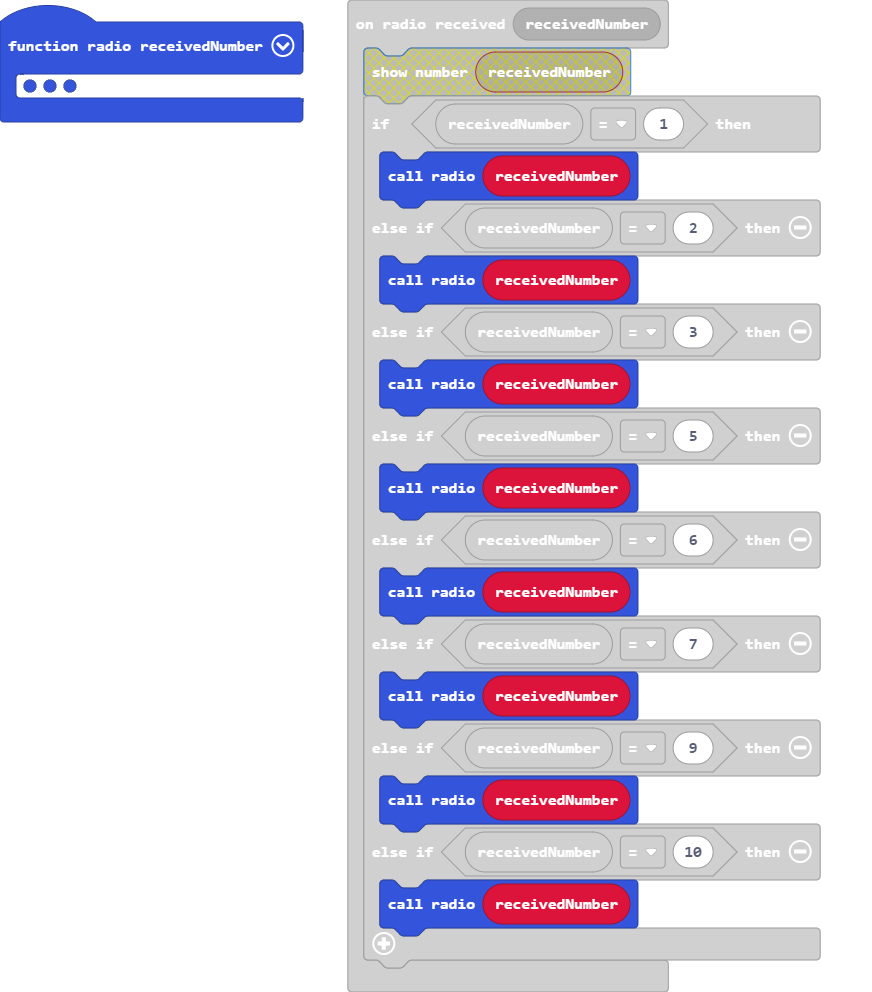 function radio receivedNumber
on radio received receivedNumber
show number receivedNumber
if receivedNumber = 1 then
call radio receivedNumber
else if receivedNumber = 2 then
call radio receivedNumber
else if receivedNumber = 3 then
call radio receivedNumber
else if receivedNumber = 5 then
call radio receivedNumber
else if receivedNumber = 6 then
call radio receivedNumber
else if receivedNumber = 7 then
call radio receivedNumber
else if receivedNumber = 9 then
call radio receivedNumber
else if receivedNumber = 10 then
call radio receivedNumber